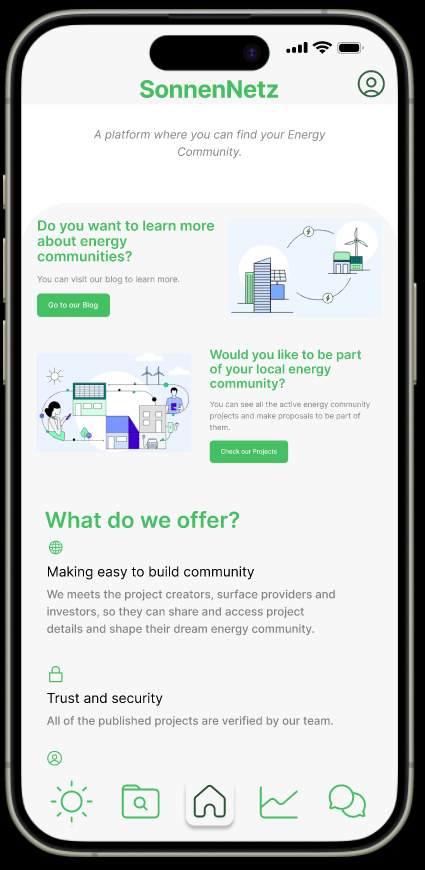 SonnenNetz
A platform where you can find your Energy
Community.
Do you want to learn more
about energy
communities?
You can visit our blog to learn more.
Go to our Blog
Would you like to be part
of your local energy
community?
You can see all the active energy community
projects and make proposals to be part of
them.
Check our Projects
What do we offer?
Making easy to build community
We meets the project creators, surface providers and
investors, so they can share and access project
details and shape their dream energy community.
Trust and security
All of the published projects are verified by our team.